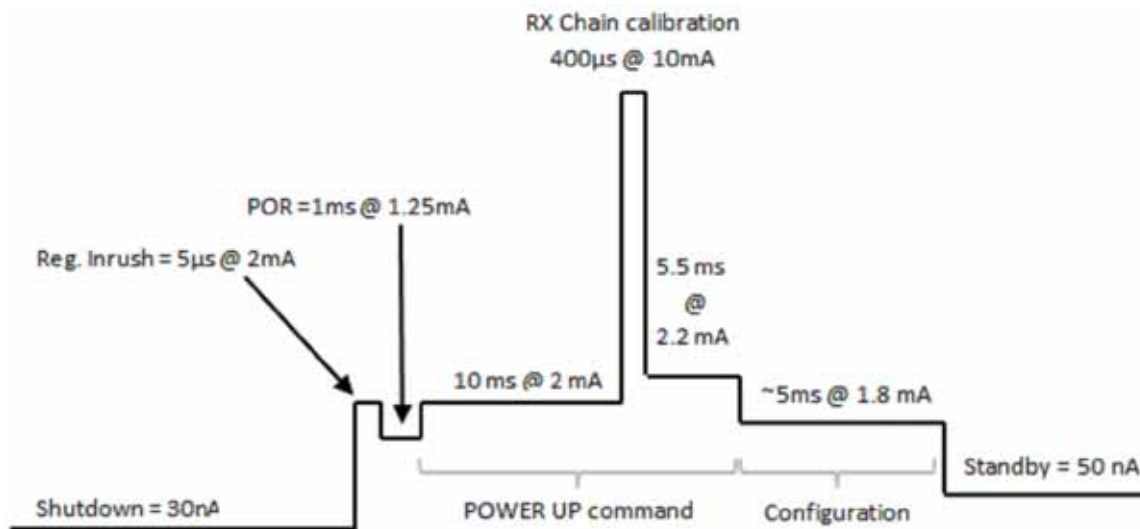 RX Chain calibration
400µs @ 10mA
POR =1ms @ 1.25mA
Reg. Inrush = 5µs @ 2mA
5.5 ms
@
2.2 mA
10 ms @ 2 mA
~5ms @ 1.8 mA
Standby = 50 nA
Shutdown = 30nA
POWER UP command
Configuration